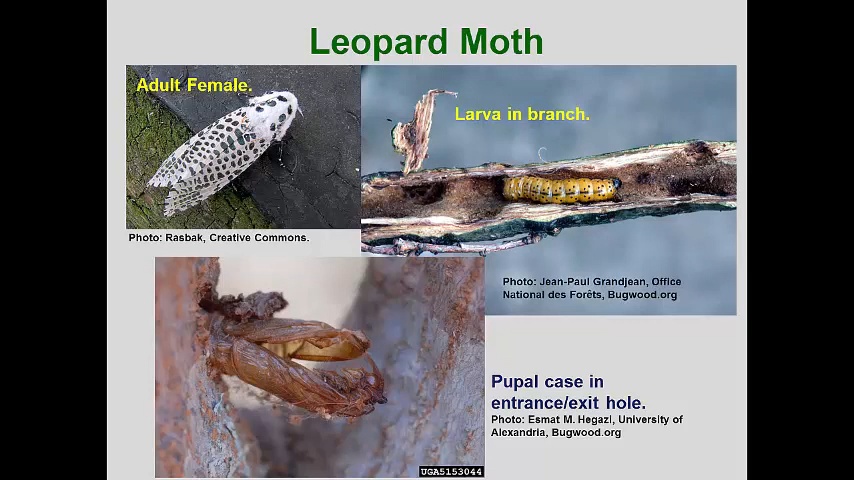 Leopard Moth
Adult Female.
Larva in branch.
Photo: Rasbak, Creative Commons.
Photo: Jean-Paul Grandjean, Office
National des Forêts, Bugwood.org
Pupal case in
entrance/exit hole.
Photo: Esmat M. Hegazi, University of
Alexandria, Bugwood.org
UGA5153044